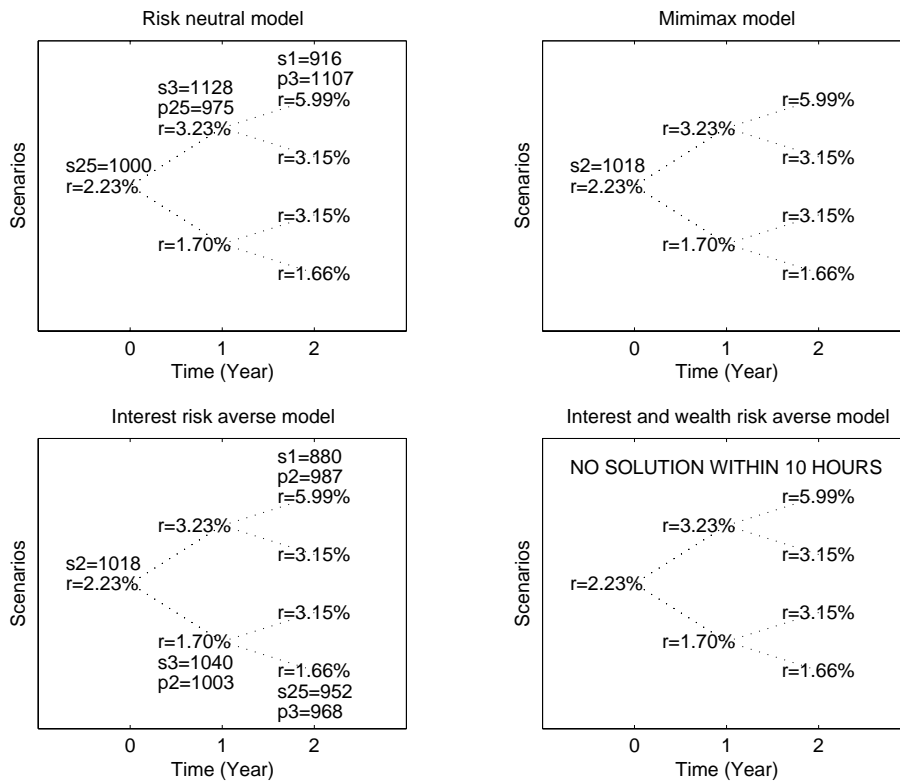 Risk neutral model
s1=916
p3=1107
r=5.99%
s3=1128
p25=975
r=3.23%
r=3.15%
s25=1000
r=2.23%
r=3.15%
r=1.70%
r=1.66%
Scenarios
0 1 2
Time (Year)
Mimimax model
r=5.99%
r=3.23%
r=3.15%
s2=1018
r=2.23%
r=3.15%
r=1.70%
r=1.66%
Scenarios
0 1 2
Time (Year)
Interest risk averse model
s1=880
p2=987
r=5.99%
r=3.23%
r=3.15%
s2=1018
r=2.23%
r=3.15%
r=1.70%
s3=1040
p2=1003
r=1.66%
s25=952
p3=968
Scenarios
0 1 2
Time (Year)
Interest and wealth risk averse model
NO SOLUTION WITHIN 10 HOURS
r=5.99%
r=3.23%
r=3.15%
r=2.23%
r=3.15%
r=1.70%
r=1.66%
Scenarios
0 1 2
Time (Year)